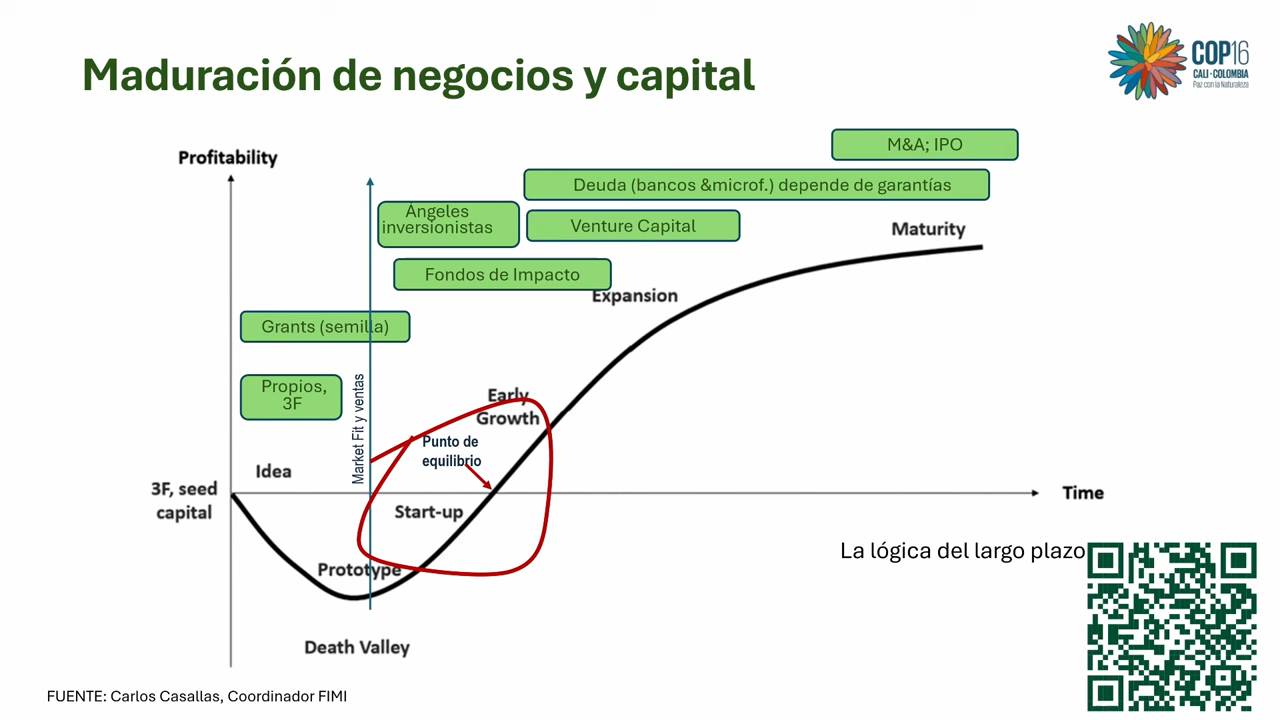 Maduración de negocios y capital
COP16
CALI · COLOMBIA
Paz con la Naturaleza
M&A; IPO
Profitability
Deuda (bancos &microf.) depende de garantías
Ángeles
inversionistas
Venture Capital
Maturity
Fondos de Impacto
Expansion
Grants (semilla)
Propios,
3F
Market Fit y ventas
Early
Growth
Punto de
equilibrio
Idea
3F, seed
capital
Time
Start-up
La lógica del largo plazo
Prototype
Death Valley
FUENTE: Carlos Casallas, Coordinador FIMI